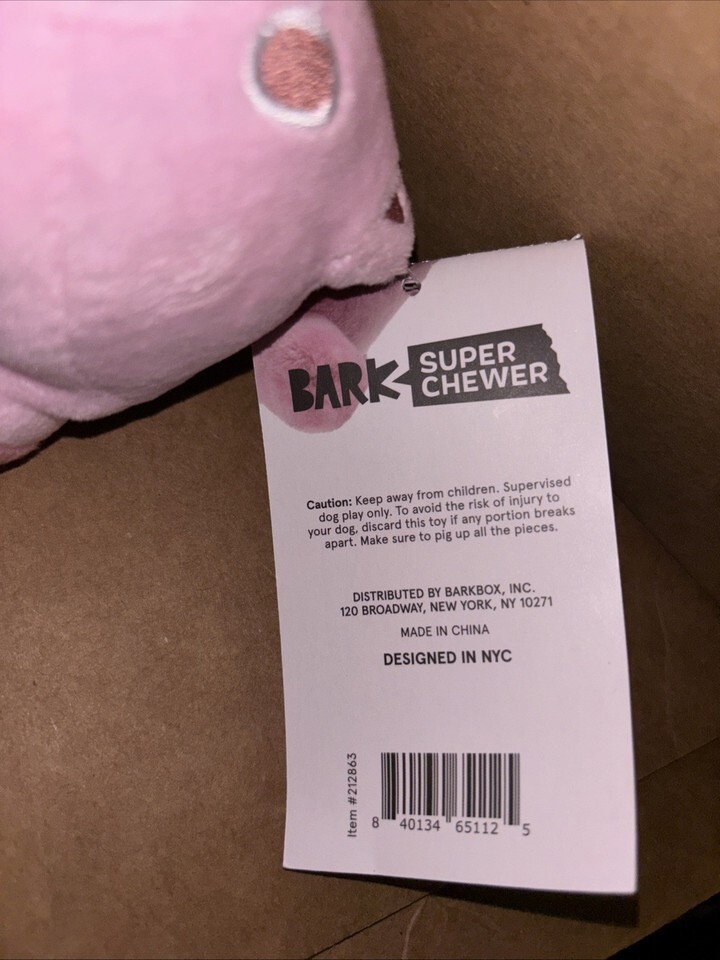 BARK SUPER CHEWER
Caution: Keep away from children. Supervised
dog play only. To avoid the risk of injury to
your dog, discard this toy if any portion breaks
apart. Make sure to pig up all the pieces.
DISTRIBUTED BY BARKBOX, INC.
120 BROADWAY, NEW YORK, NY 10271
MADE IN CHINA
DESIGNED IN NYC
Item #212863
8 40134 65112 5